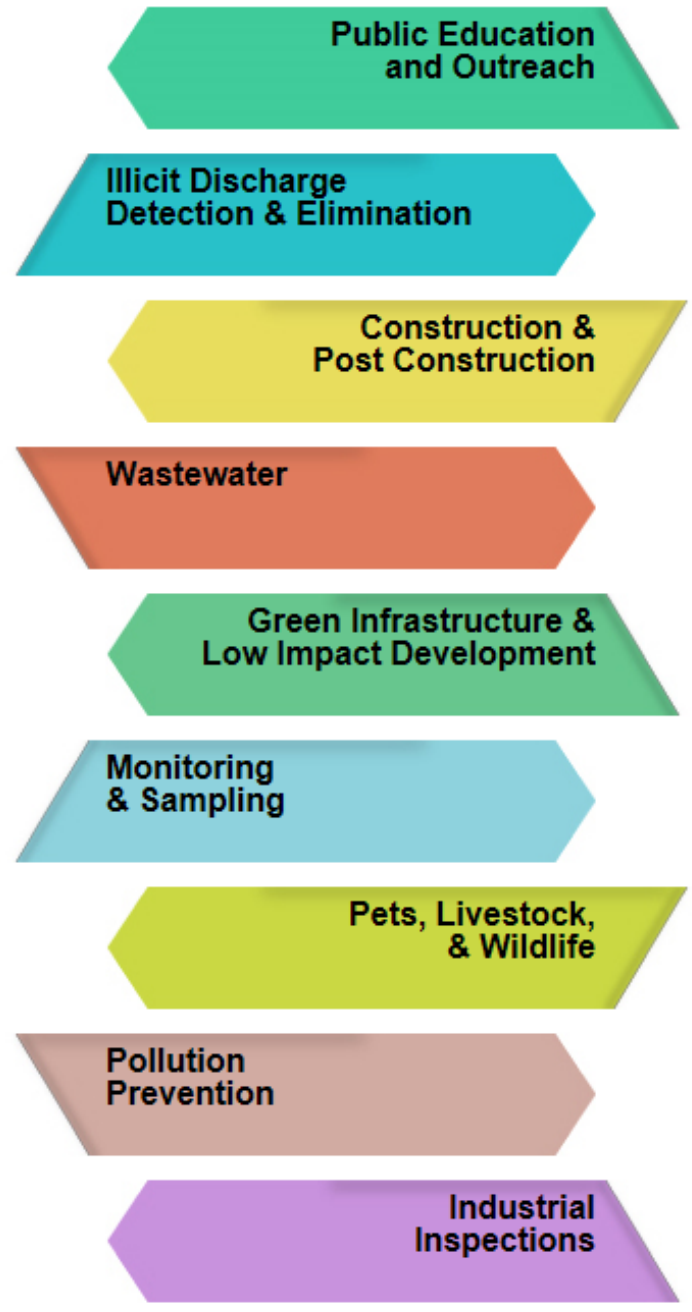 Public Education
and Outreach
Illicit Discharge
Detection & Elimination
Construction &
Post Construction
Wastewater
Green Infrastructure &
Low Impact Development
Monitoring
& Sampling
Pets, Livestock,
& Wildlife
Pollution
Prevention
Industrial
Inspections